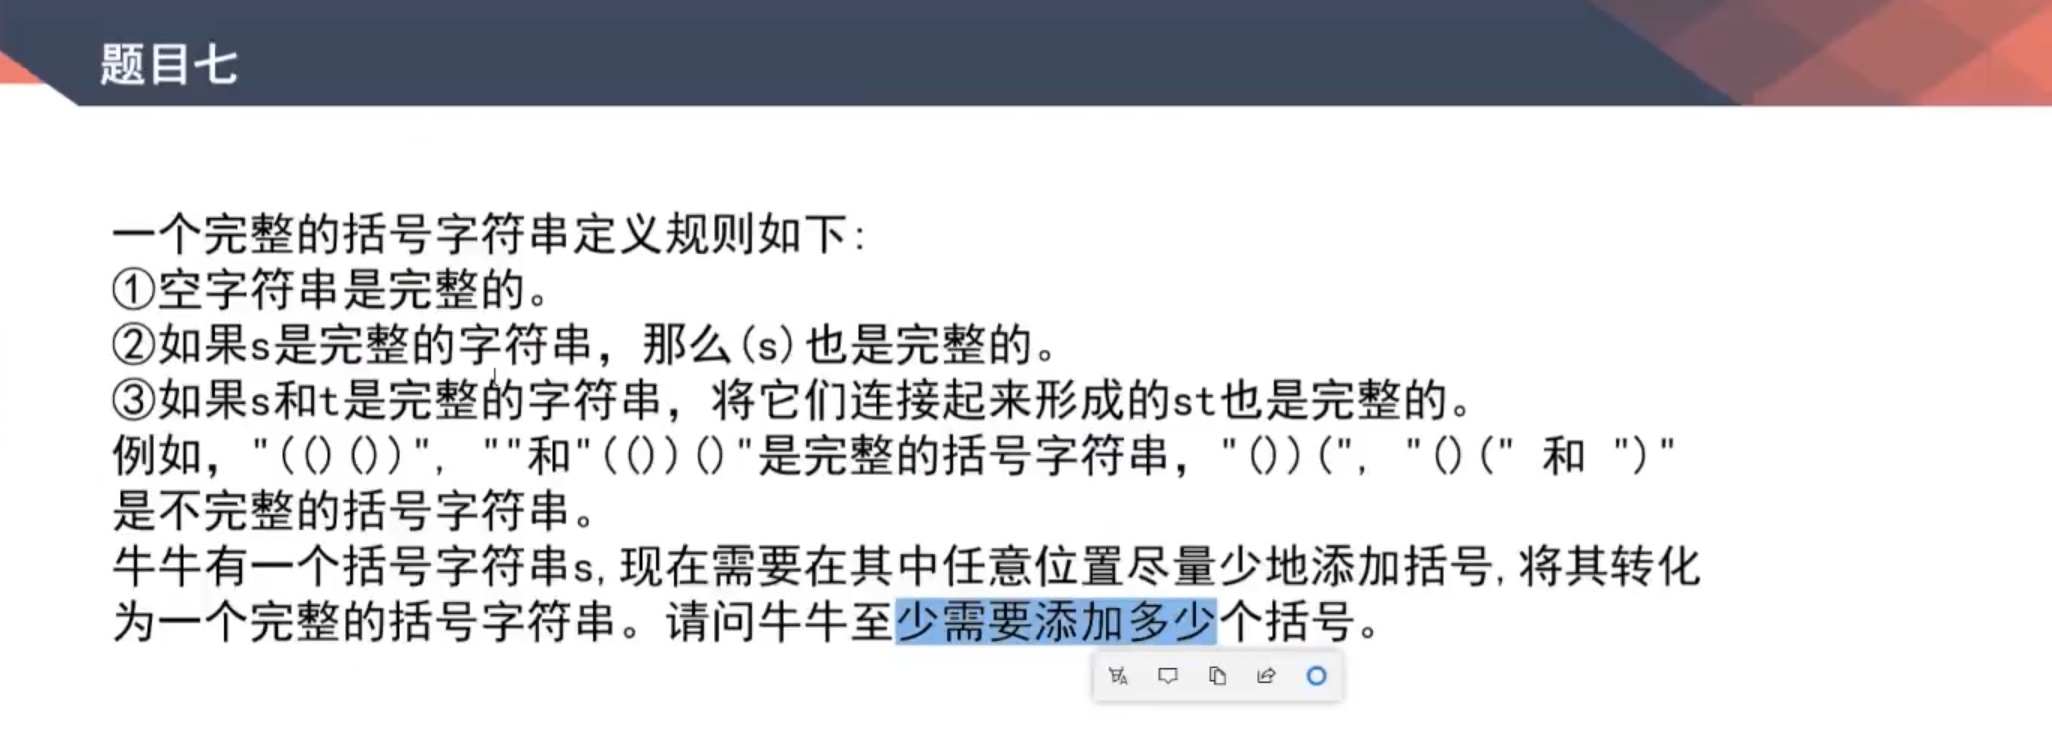 题目七
一个完整的括号字符串定义规则如下:
①空字符串是完整的。
②如果s是完整的字符串，那么(s)也是完整的。
③如果s和t是完整的字符串，将它们连接起来形成的st也是完整的。
例如，"(()())", ""和"(())()"是完整的括号字符串，"())(", "()(" 和 ")"
是不完整的括号字符串。
牛牛有一个括号字符串s,现在需要在其中任意位置尽量少地添加括号,将其转化
为一个完整的括号字符串。请问牛牛至少需要添加多少个括号。